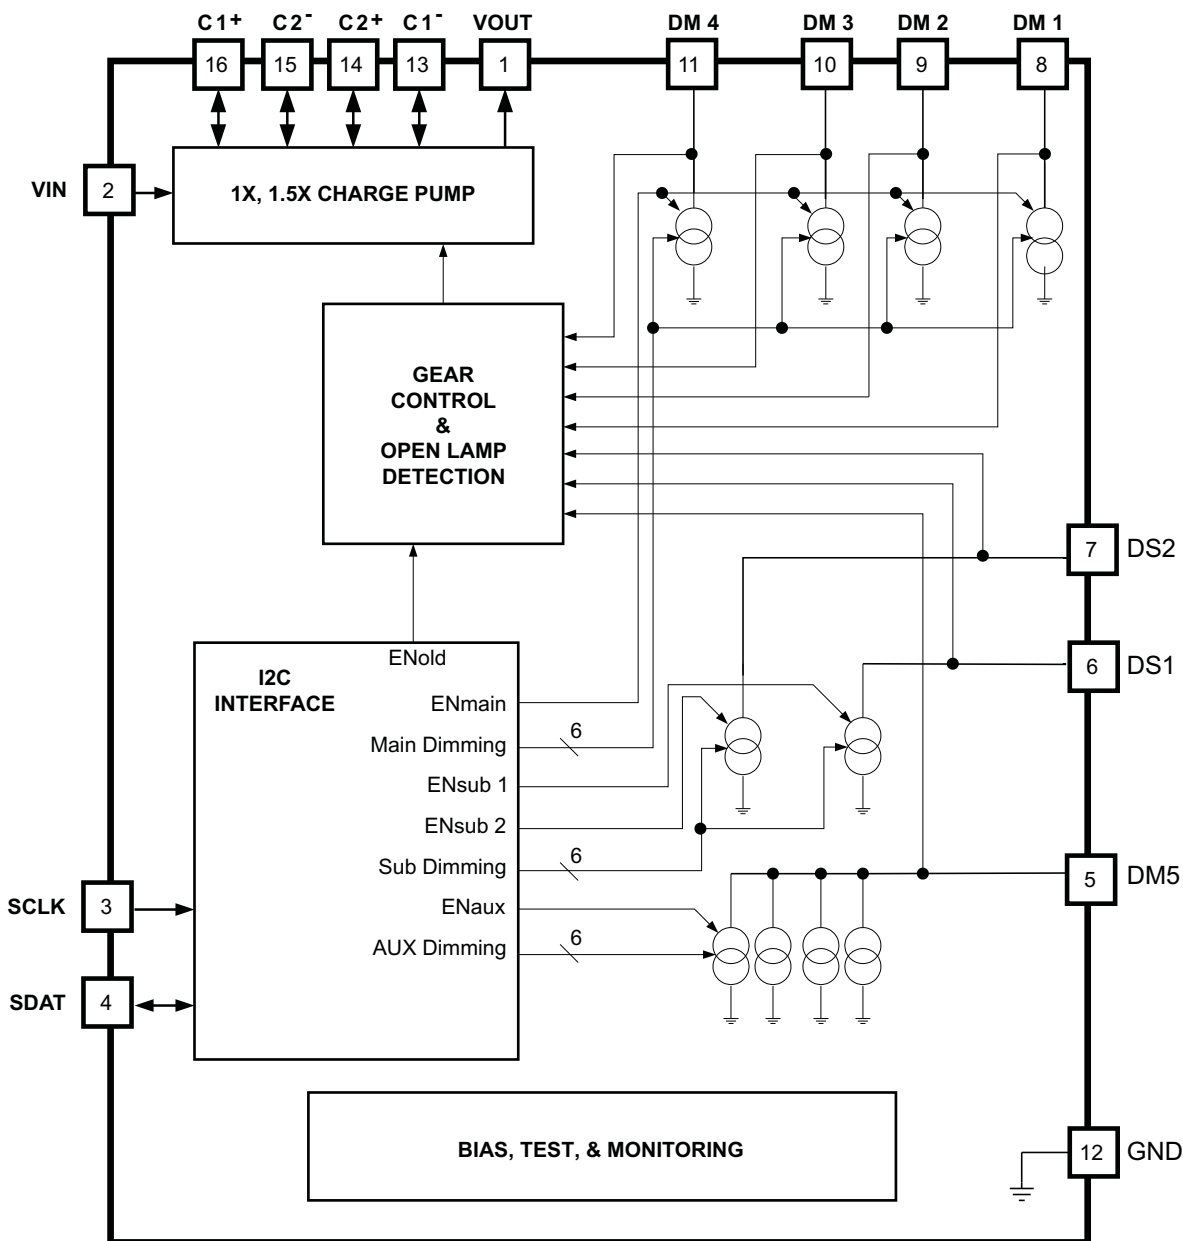 C1+ C2- C2+ C1- VOUT DM 4 DM 3 DM 2 DM 1
16 15 14 13 1 11 10 9 8
VIN 2
1X, 1.5X CHARGE PUMP
GEAR
CONTROL
&
OPEN LAMP
DETECTION
7 DS2
6 DS1
5 DM5
ENold
I2C
INTERFACE
ENmain
Main Dimming 6
ENsub 1
ENsub 2
Sub Dimming 6
ENaux
AUX Dimming 6
SCLK 3
SDAT 4
BIAS, TEST, & MONITORING
12 GND